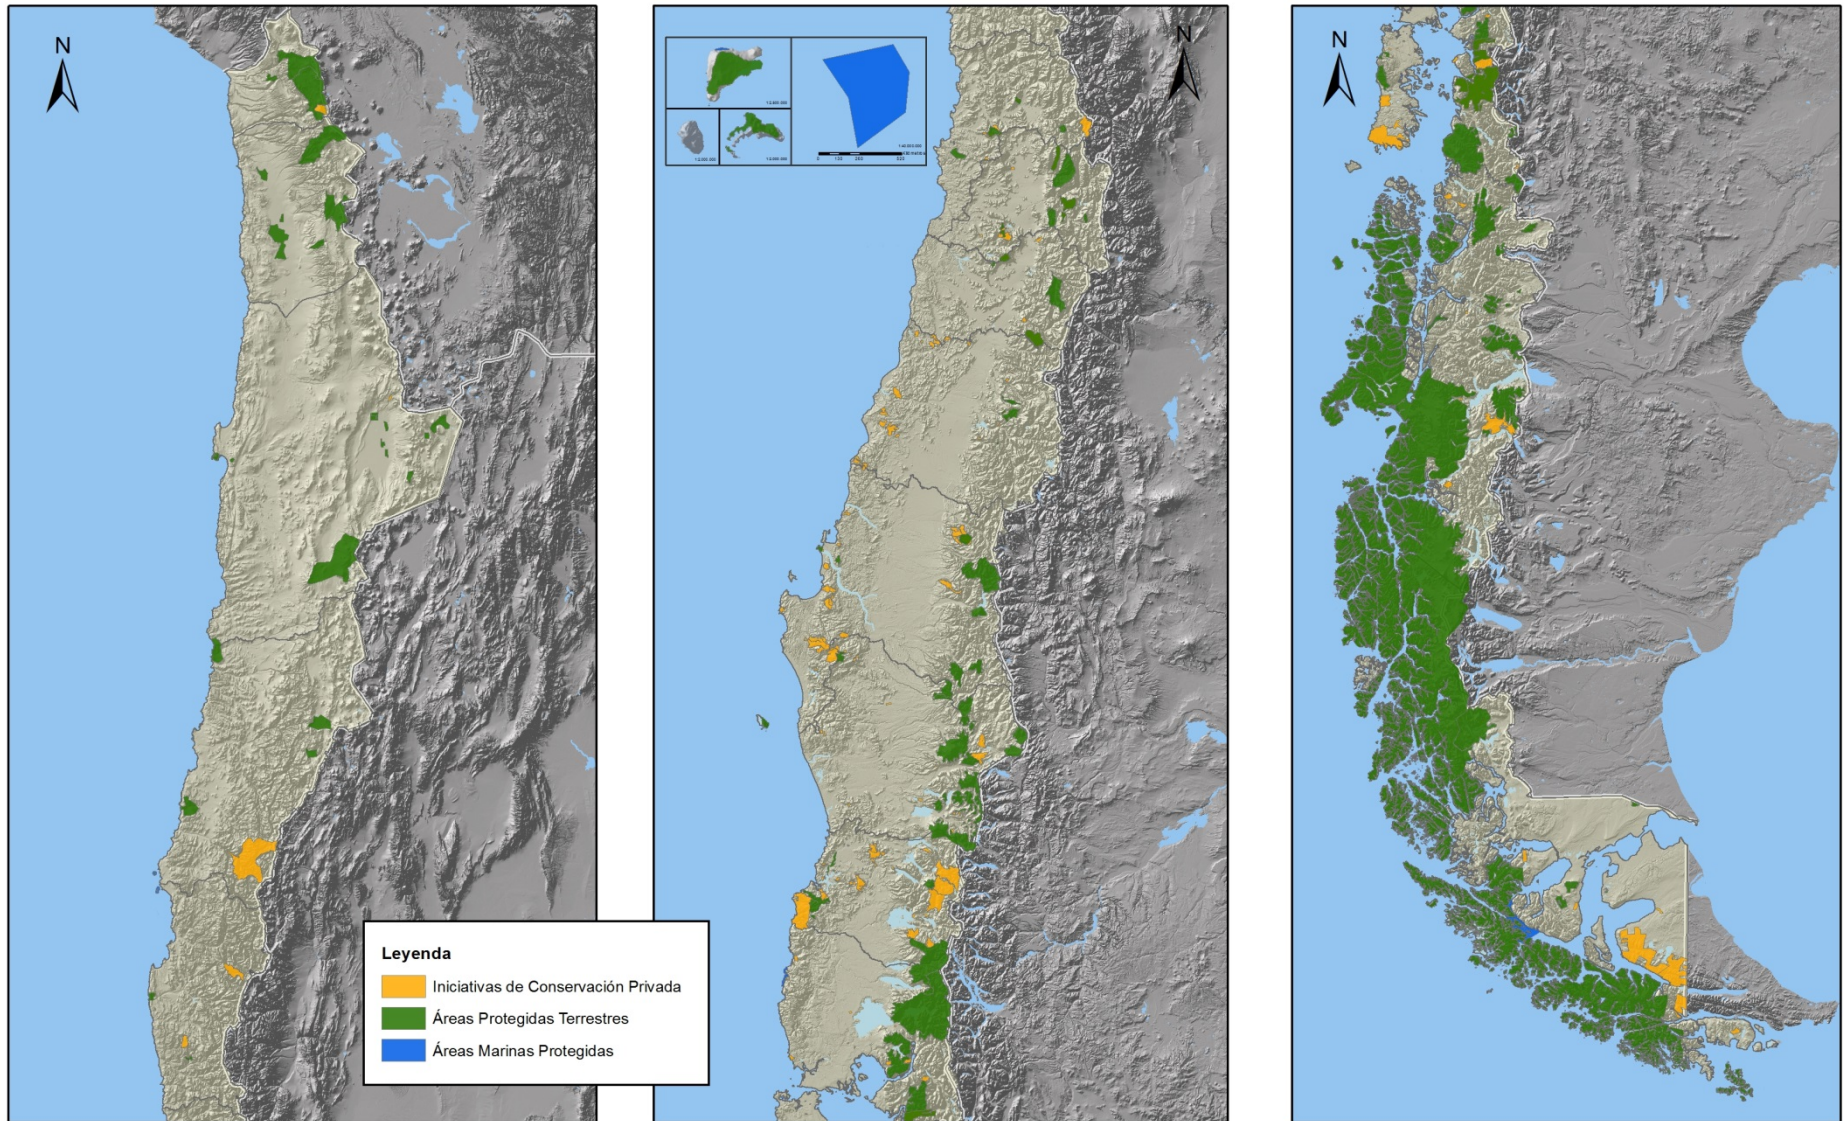 N
N
N
Leyenda
Iniciativas de Conservación Privada
Áreas Protegidas Terrestres
Áreas Marinas Protegidas